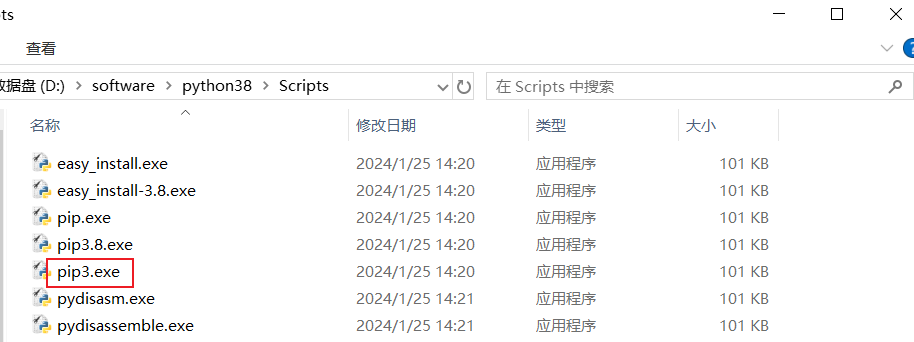 ts
查看
数据盘 (D:) > software > python38 > Scripts
在 Scripts 中搜索
名称 修改日期 类型 大小
easy_install.exe 2024/1/25 14:20 应用程序 101 KB
easy_install-3.8.exe 2024/1/25 14:20 应用程序 101 KB
pip.exe 2024/1/25 14:20 应用程序 101 KB
pip3.8.exe 2024/1/25 14:20 应用程序 101 KB
pip3.exe 2024/1/25 14:20 应用程序 101 KB
pydisasm.exe 2024/1/25 14:21 应用程序 101 KB
pydisassemble.exe 2024/1/25 14:21 应用程序 101 KB